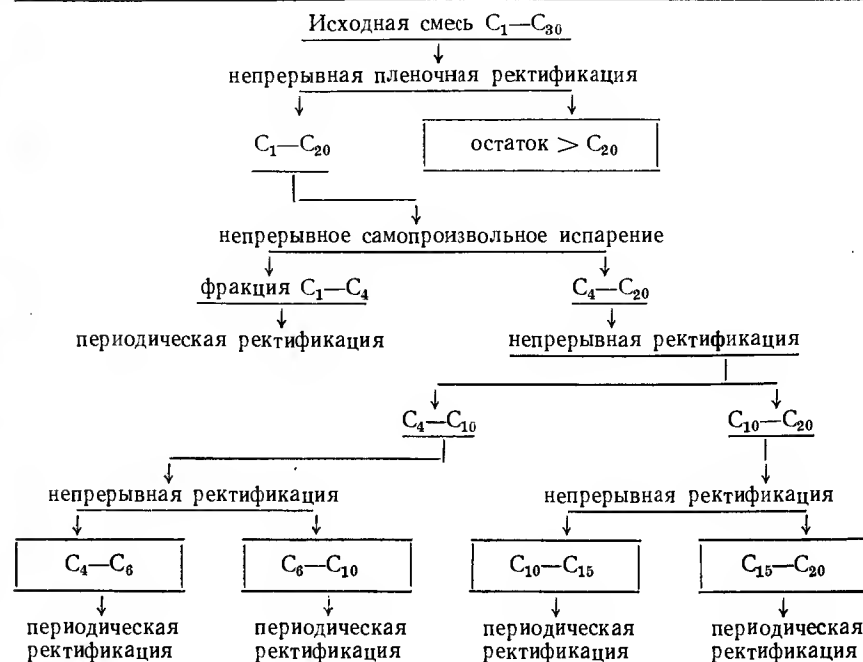 Исходная смесь C₁—C₃₀
непрерывная пленочная ректификация
C₁—C₂₀ остаток > C₂₀
непрерывное самопроизвольное испарение
фракция C₁—C₄ C₄—C₂₀
периодическая ректификация
непрерывная ректификация
C₄—C₁₀ C₁₀—C₂₀
непрерывная ректификация непрерывная ректификация
C₄—C₆ C₆—C₁₀ C₁₀—C₁₅ C₁₅—C₂₀
периодическая периодическая периодическая периодическая
ректификация ректификация ректификация ректификация